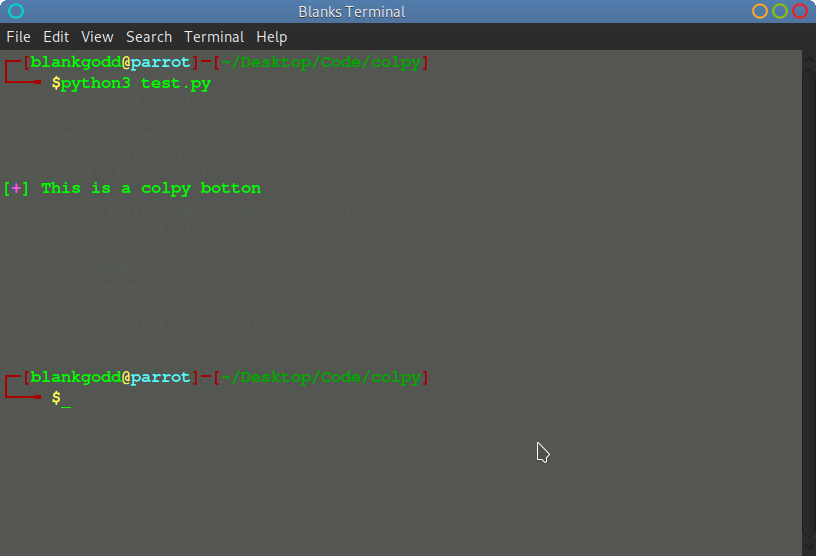 Blanks Terminal
File Edit View Search Terminal Help
┌─[blankgodd@parrot]─[~/Desktop/Code/colpy]
└──╼ $python3 test.py
[+] This is a colpy botton
┌─[blankgodd@parrot]─[~/Desktop/Code/colpy]
└──╼ $_